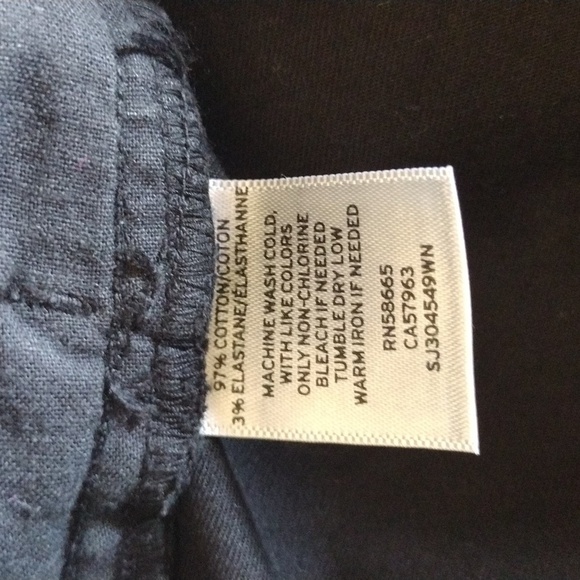 97% COTTON/COTON
3% ELASTANE/ÉLASTHANNE
MACHINE WASH COLD,
WITH LIKE COLORS
ONLY NON-CHLORINE
BLEACH IF NEEDED
TUMBLE DRY LOW
WARM IRON IF NEEDED
RN58665
CA57963
SJ304549WN